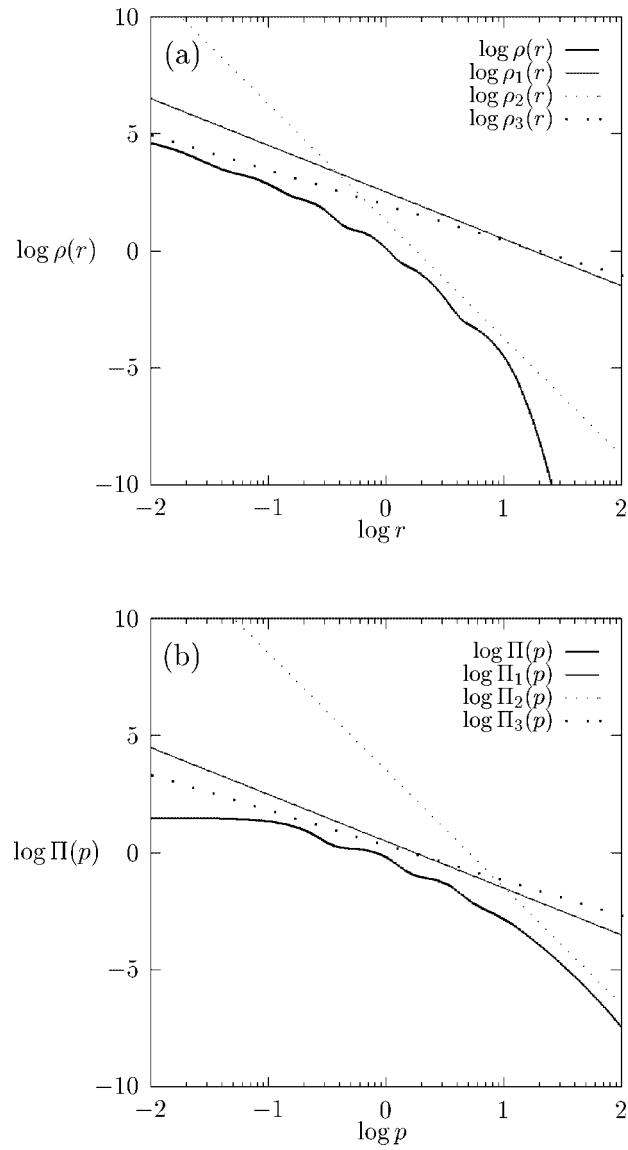 (a)
log ρ(r)
log ρ₁(r)
log ρ₂(r)
log ρ₃(r)
10
5
log ρ(r)
0
−5
−10
−2 −1 0 1 2
log r
(b)
log Π(p)
log Π₁(p)
log Π₂(p)
log Π₃(p)
10
5
log Π(p)
0
−5
−10
−2 −1 0 1 2
log p